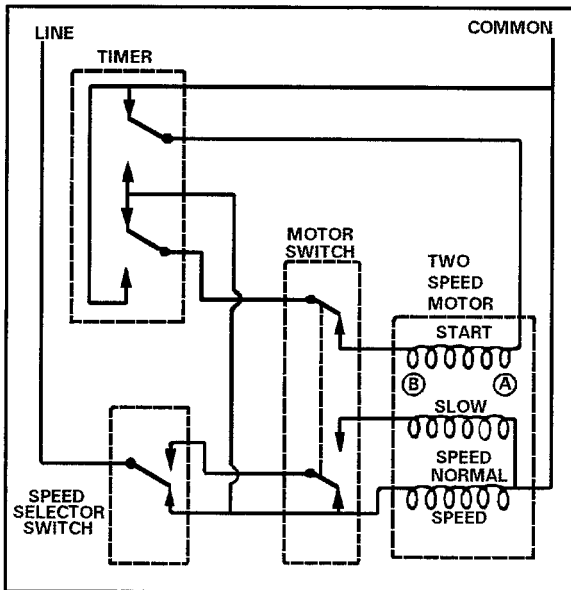 LINE
COMMON
TIMER
MOTOR
SWITCH
TWO
SPEED
MOTOR
START
B
A
SLOW
SPEED
NORMAL
SPEED
SPEED
SELECTOR
SWITCH